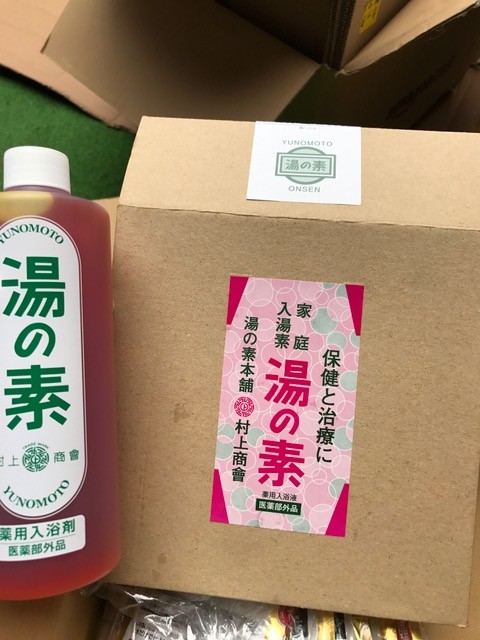 YUNOMOTO
湯の素
村上商會
TRADE MARK
YUNOMOTO
薬用入浴剤
医薬部外品
YUNOMOTO
湯の素
ONSEN
保健と治療に
家庭
入湯素
湯の素
湯の素本舗
村上商會
薬用入浴液
医薬部外品